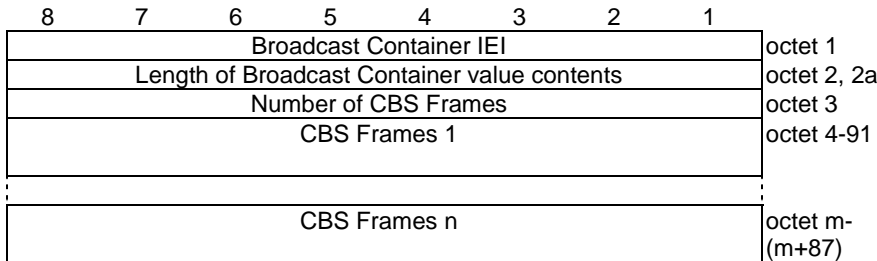 8 7 6 5 4 3 2 1
Broadcast Container IEI octet 1
Length of Broadcast Container value contents octet 2, 2a
Number of CBS Frames octet 3
CBS Frames 1 octet 4-91
CBS Frames n octet m-
(m+87)